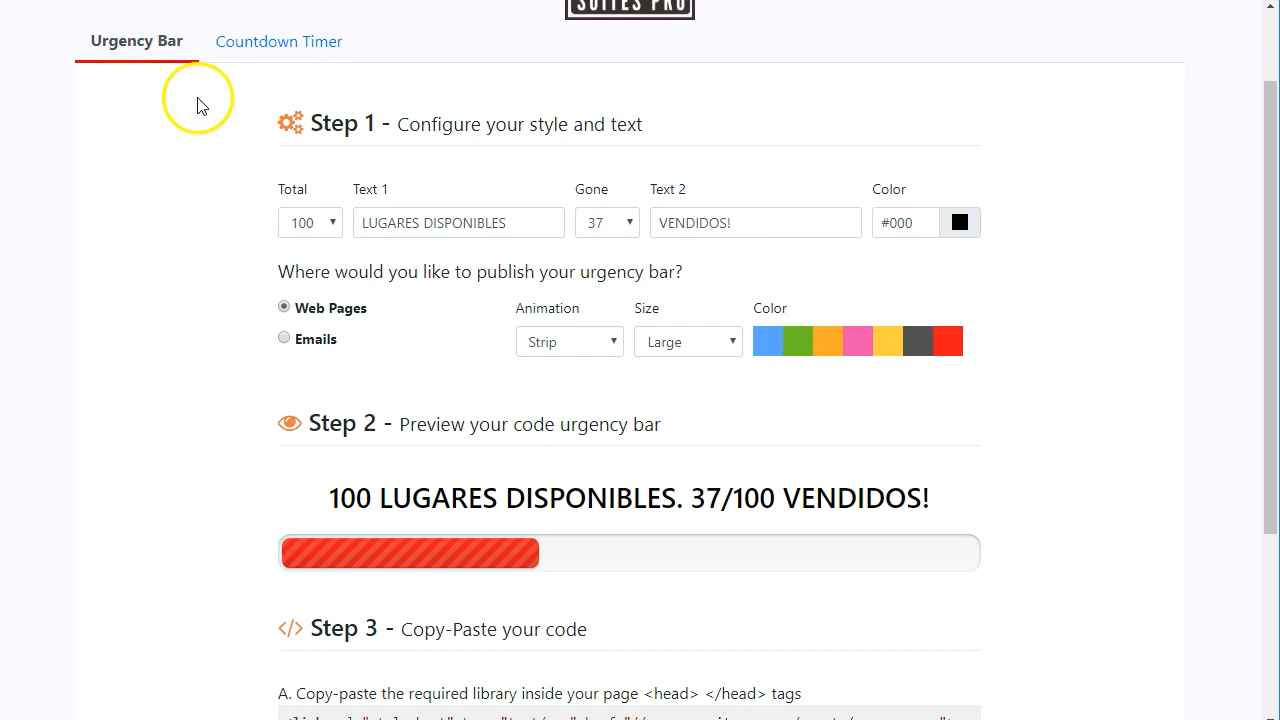 SUITES PRO
Urgency Bar Countdown Timer
Step 1 - Configure your style and text
Total Text 1 Gone Text 2 Color
100 LUGARES DISPONIBLES 37 VENDIDOS! #000
Where would you like to publish your urgency bar?
Web Pages Animation Size Color
Emails Strip Large
Step 2 - Preview your code urgency bar
100 LUGARES DISPONIBLES. 37/100 VENDIDOS!
</> Step 3 - Copy-Paste your code
A. Copy-paste the required library inside your page <head> </head> tags